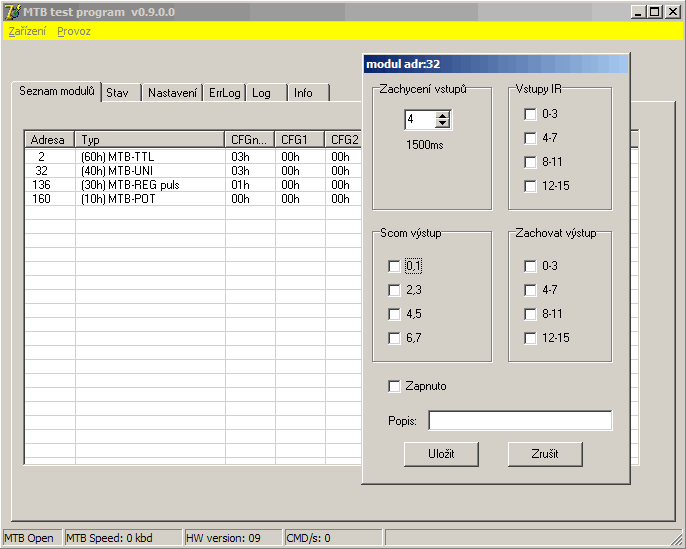 MTB test program v0.9.0.0
Zařízení Provoz
Seznam modulů Stav Nastavení ErrLog Log Info
Adresa Typ CFGn... CFG1 CFG2
2 (60h) MTB-TTL 03h 00h 00h
32 (40h) MTB-UNI 03h 00h 00h
136 (30h) MTB-REG puls 01h 00h 00h
160 (10h) MTB-POT 00h 00h 00h
modul adr:32
Zachycení vstupů
4
1500ms
Vstupy IR
0-3
4-7
8-11
12-15
Scom výstup
0,1
2,3
4,5
6,7
Zachovat výstup
0-3
4-7
8-11
12-15
Zapnuto
Popis:
Uložit Zrušit
MTB Open MTB Speed: 0 kbd HW version: 09 CMD/s: 0